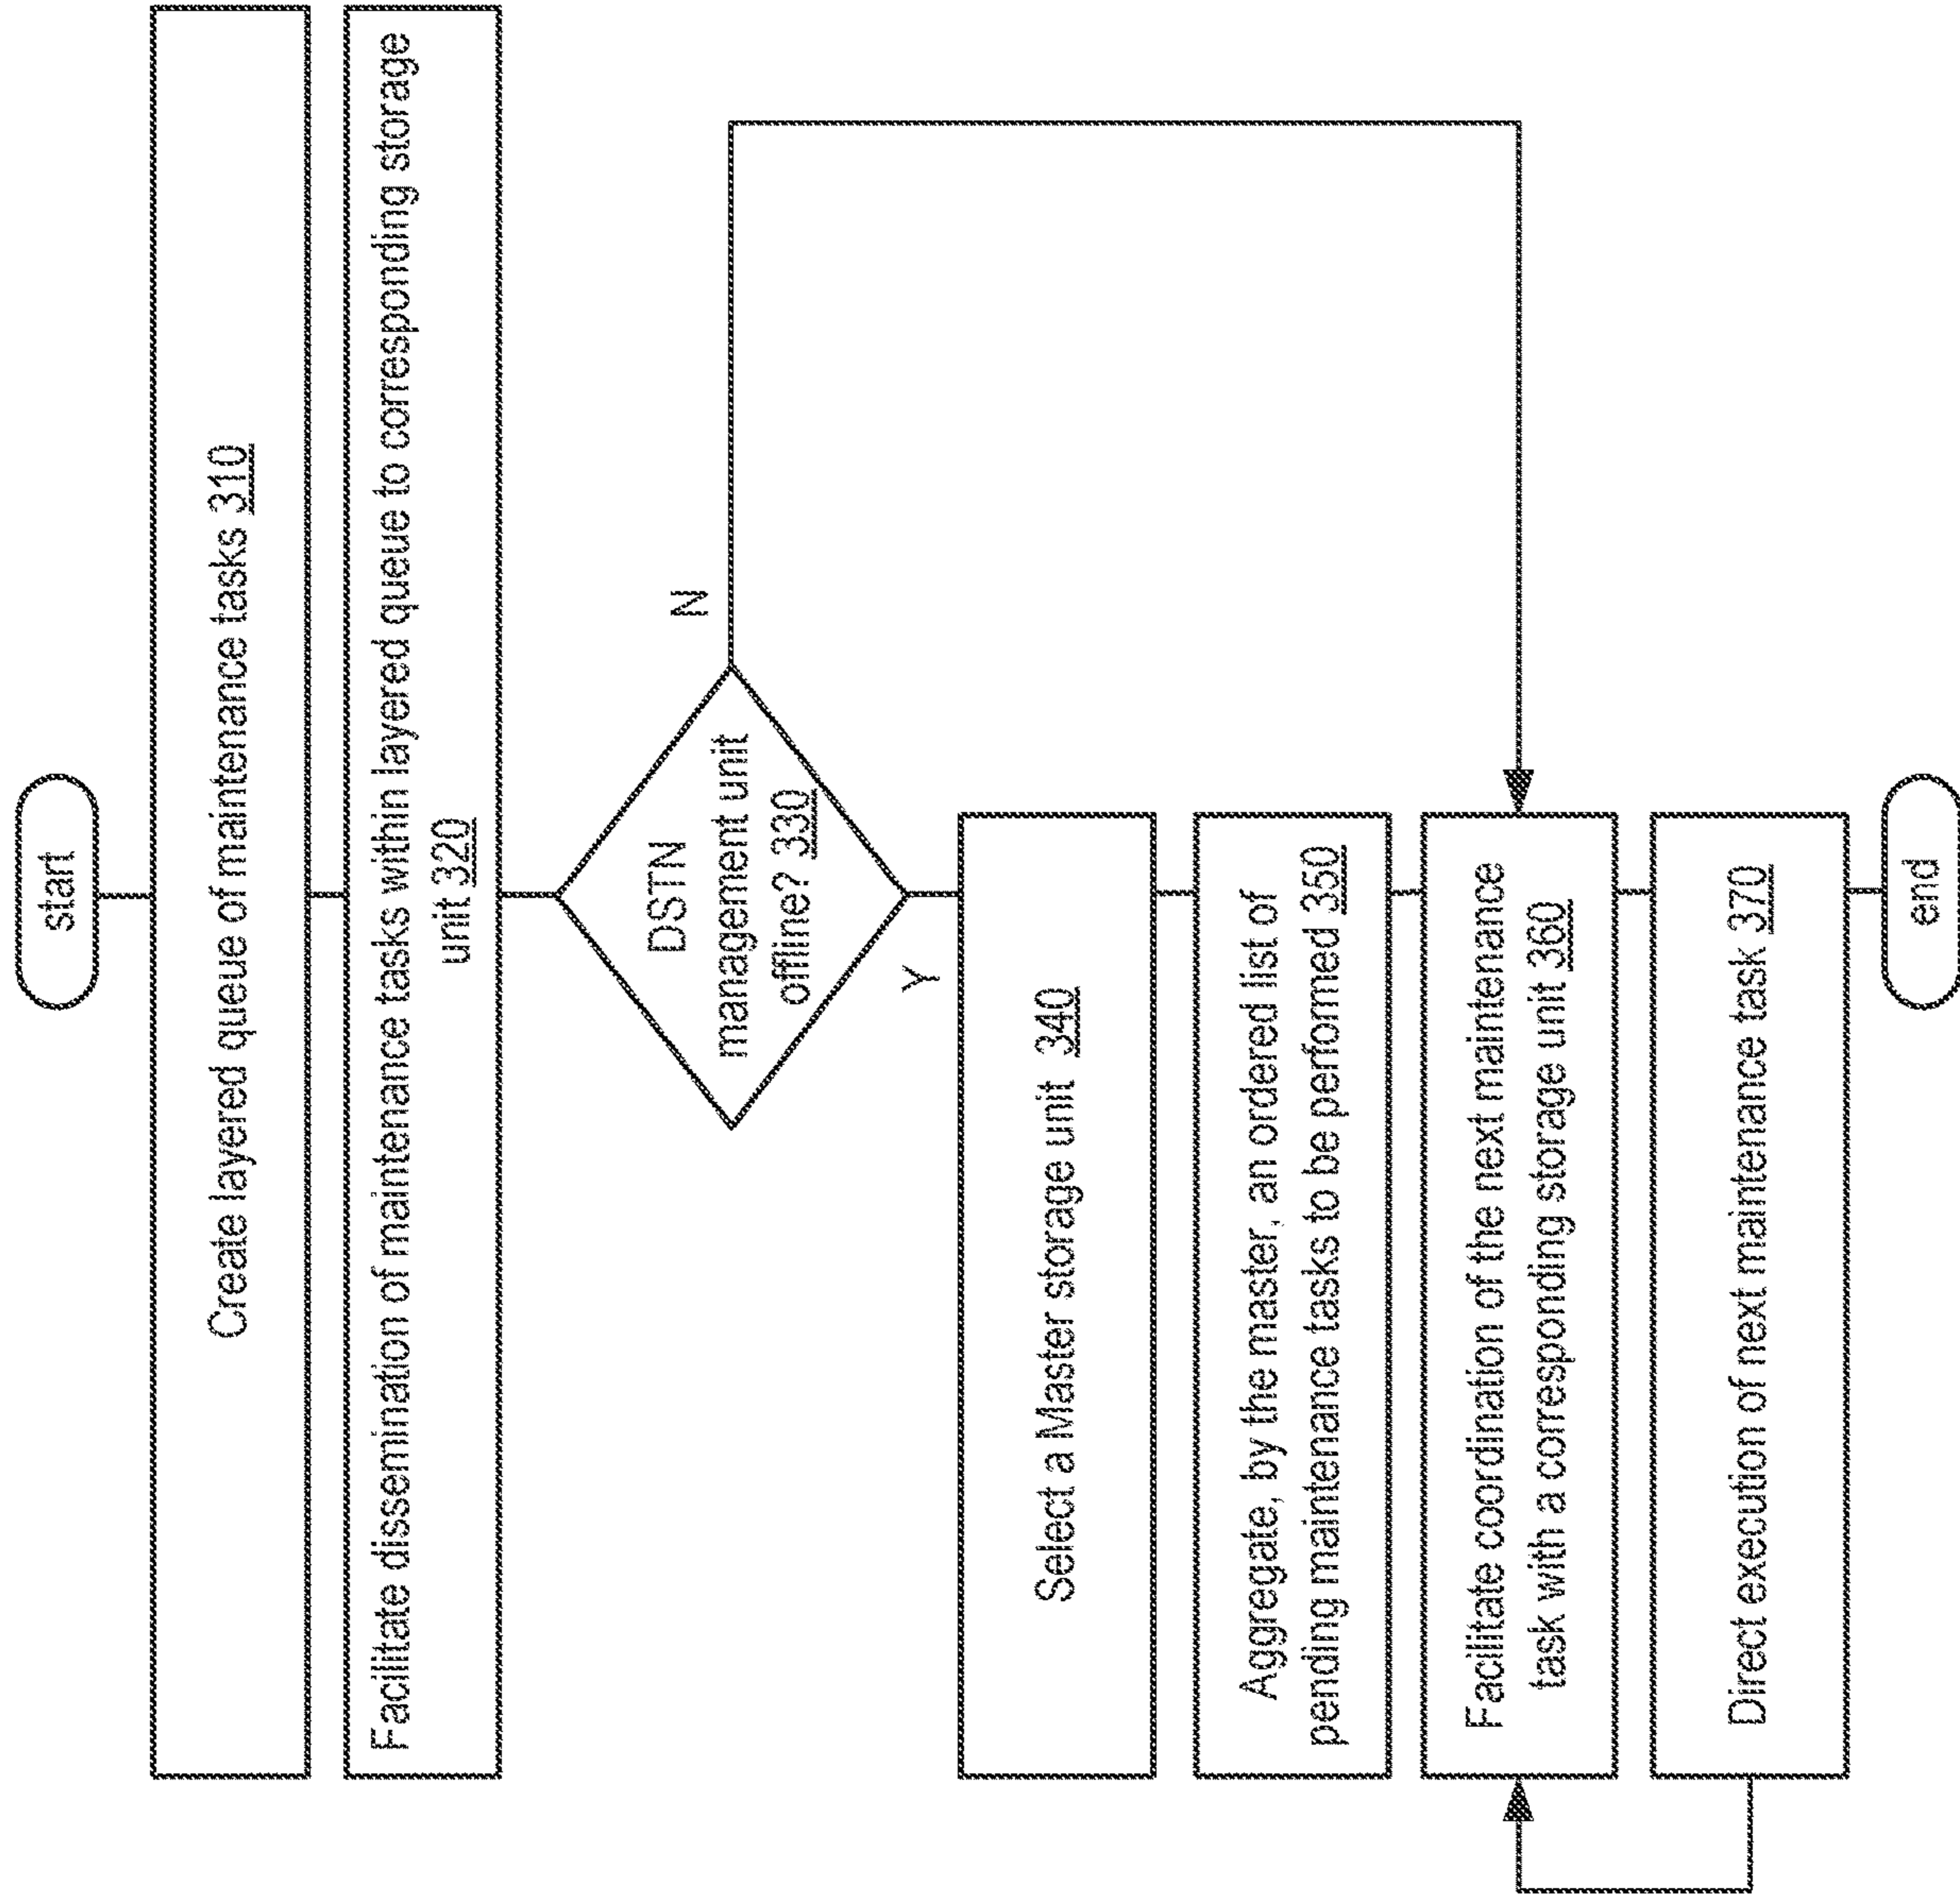 start
Create layered queue of maintenance tasks 310
Facilitate dissemination of maintenance tasks within layered queue to corresponding storage
unit 320
DSTN
management unit
offline? 330
N
Y
Select a Master storage unit 340
Aggregate, by the master, an ordered list of
pending maintenance tasks to be performed 350
Facilitate coordination of the next maintenance
task with a corresponding storage unit 360
Direct execution of next maintenance task 370
end